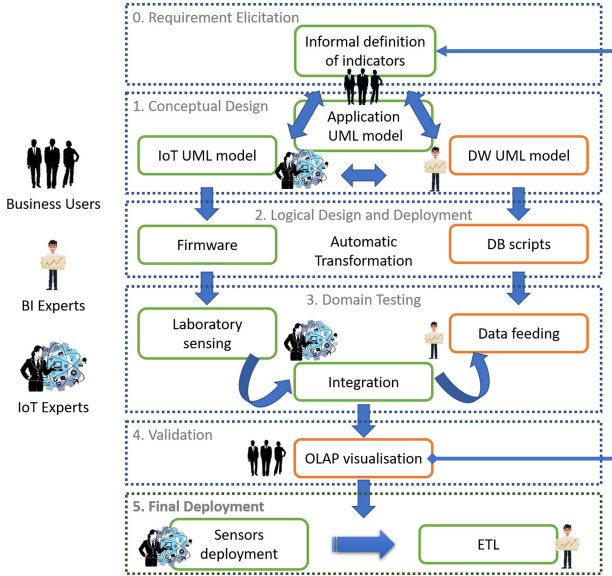 0. Requirement Elicitation
Informal definition
of indicators
1. Conceptual Design
Application
UML model
IoT UML model
DW UML model
Business Users
2. Logical Design and Deployment
Firmware
Automatic
Transformation
DB scripts
BI Experts
3. Domain Testing
Laboratory
sensing
Data feeding
Integration
IoT Experts
4. Validation
OLAP visualisation
5. Final Deployment
Sensors
deployment
ETL